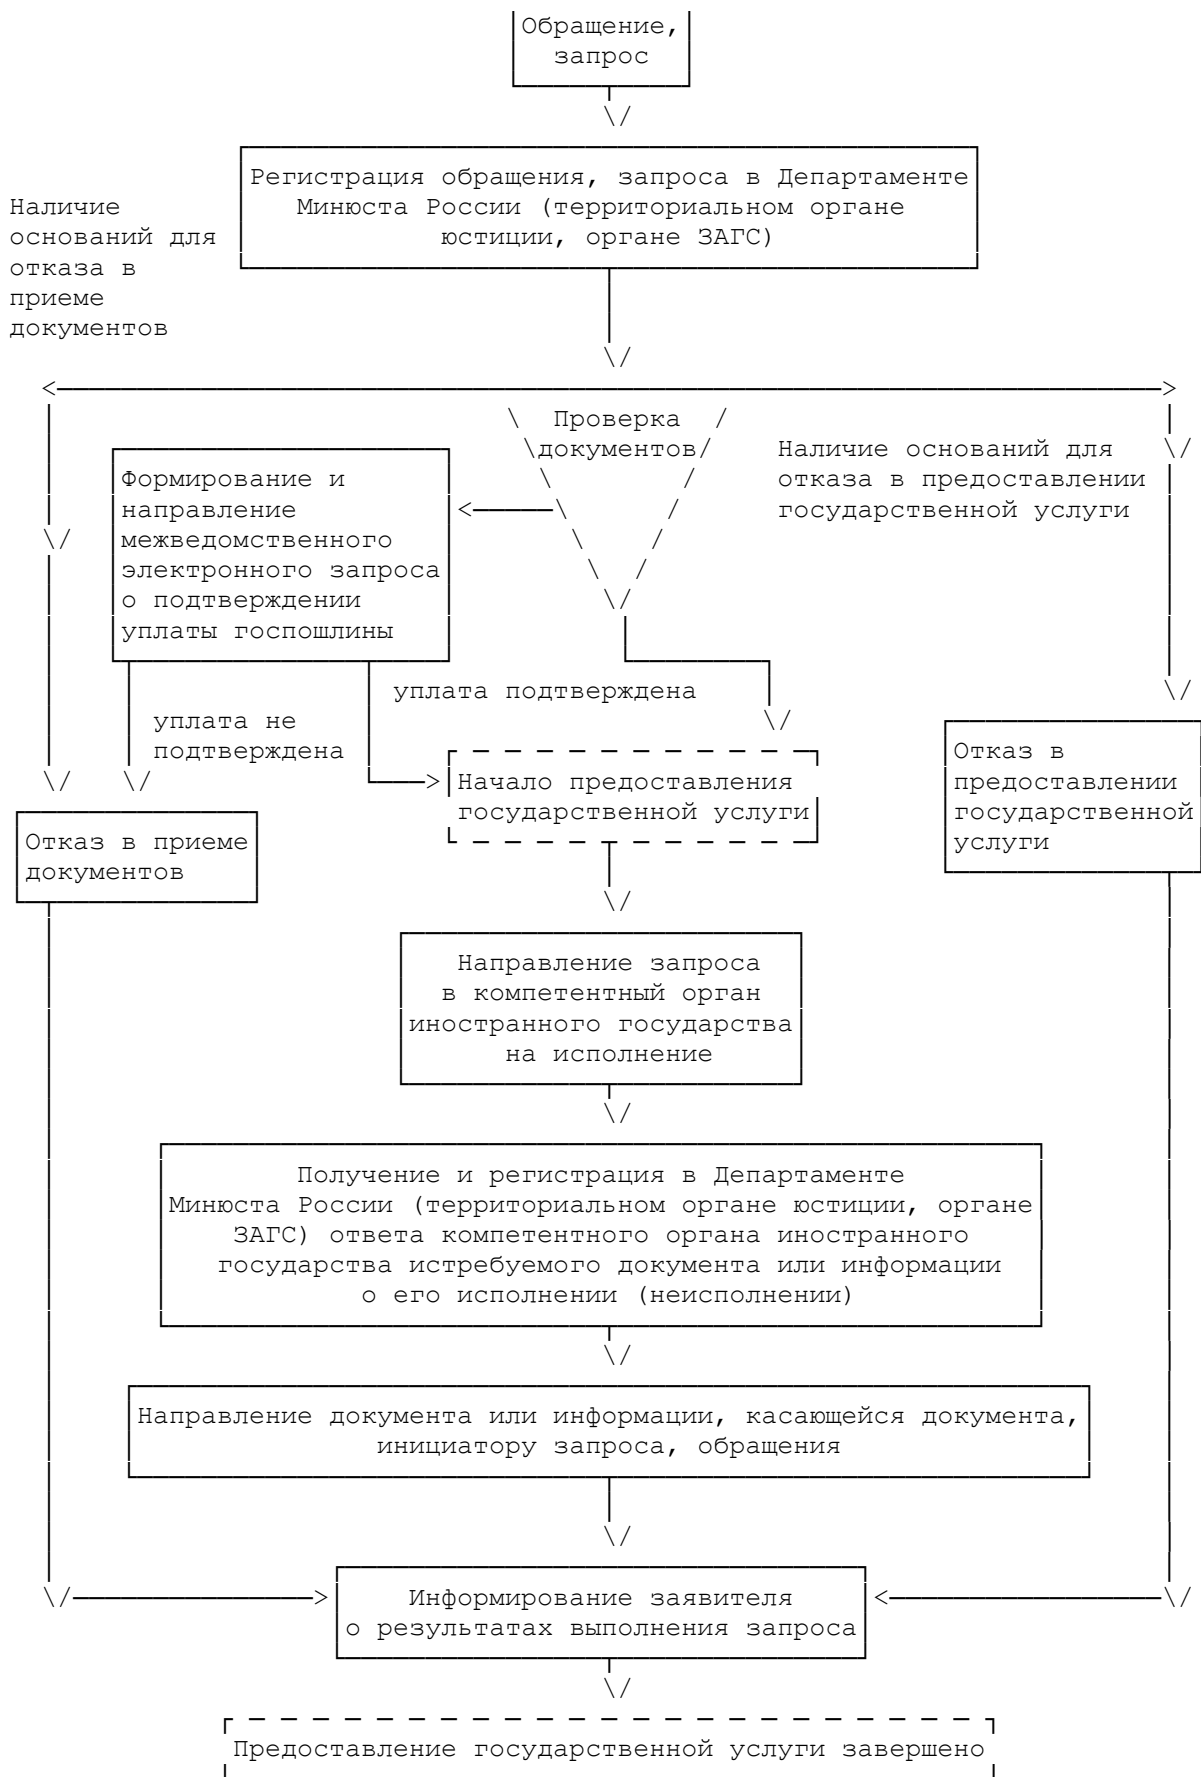 Обращение,
запрос
Регистрация обращения, запроса в Департаменте
Минюста России (территориальном органе
юстиции, органе ЗАГС)
Наличие
оснований для
отказа в
приеме
документов
Проверка
документов
Наличие оснований для
отказа в предоставлении
государственной услуги
Формирование и
направление
межведомственного
электронного запроса
о подтверждении
уплаты госпошлины
уплата подтверждена
уплата не
подтверждена
Начало предоставления
государственной услуги
Отказ в
предоставлении
государственной
услуги
Отказ в приеме
документов
Направление запроса
в компетентный орган
иностранного государства
на исполнение
Получение и регистрация в Департаменте
Минюста России (территориальном органе юстиции, органе
ЗАГС) ответа компетентного органа иностранного
государства истребуемого документа или информации
о его исполнении (неисполнении)
Направление документа или информации, касающейся документа,
инициатору запроса, обращения
Информирование заявителя
о результатах выполнения запроса
Предоставление государственной услуги завершено